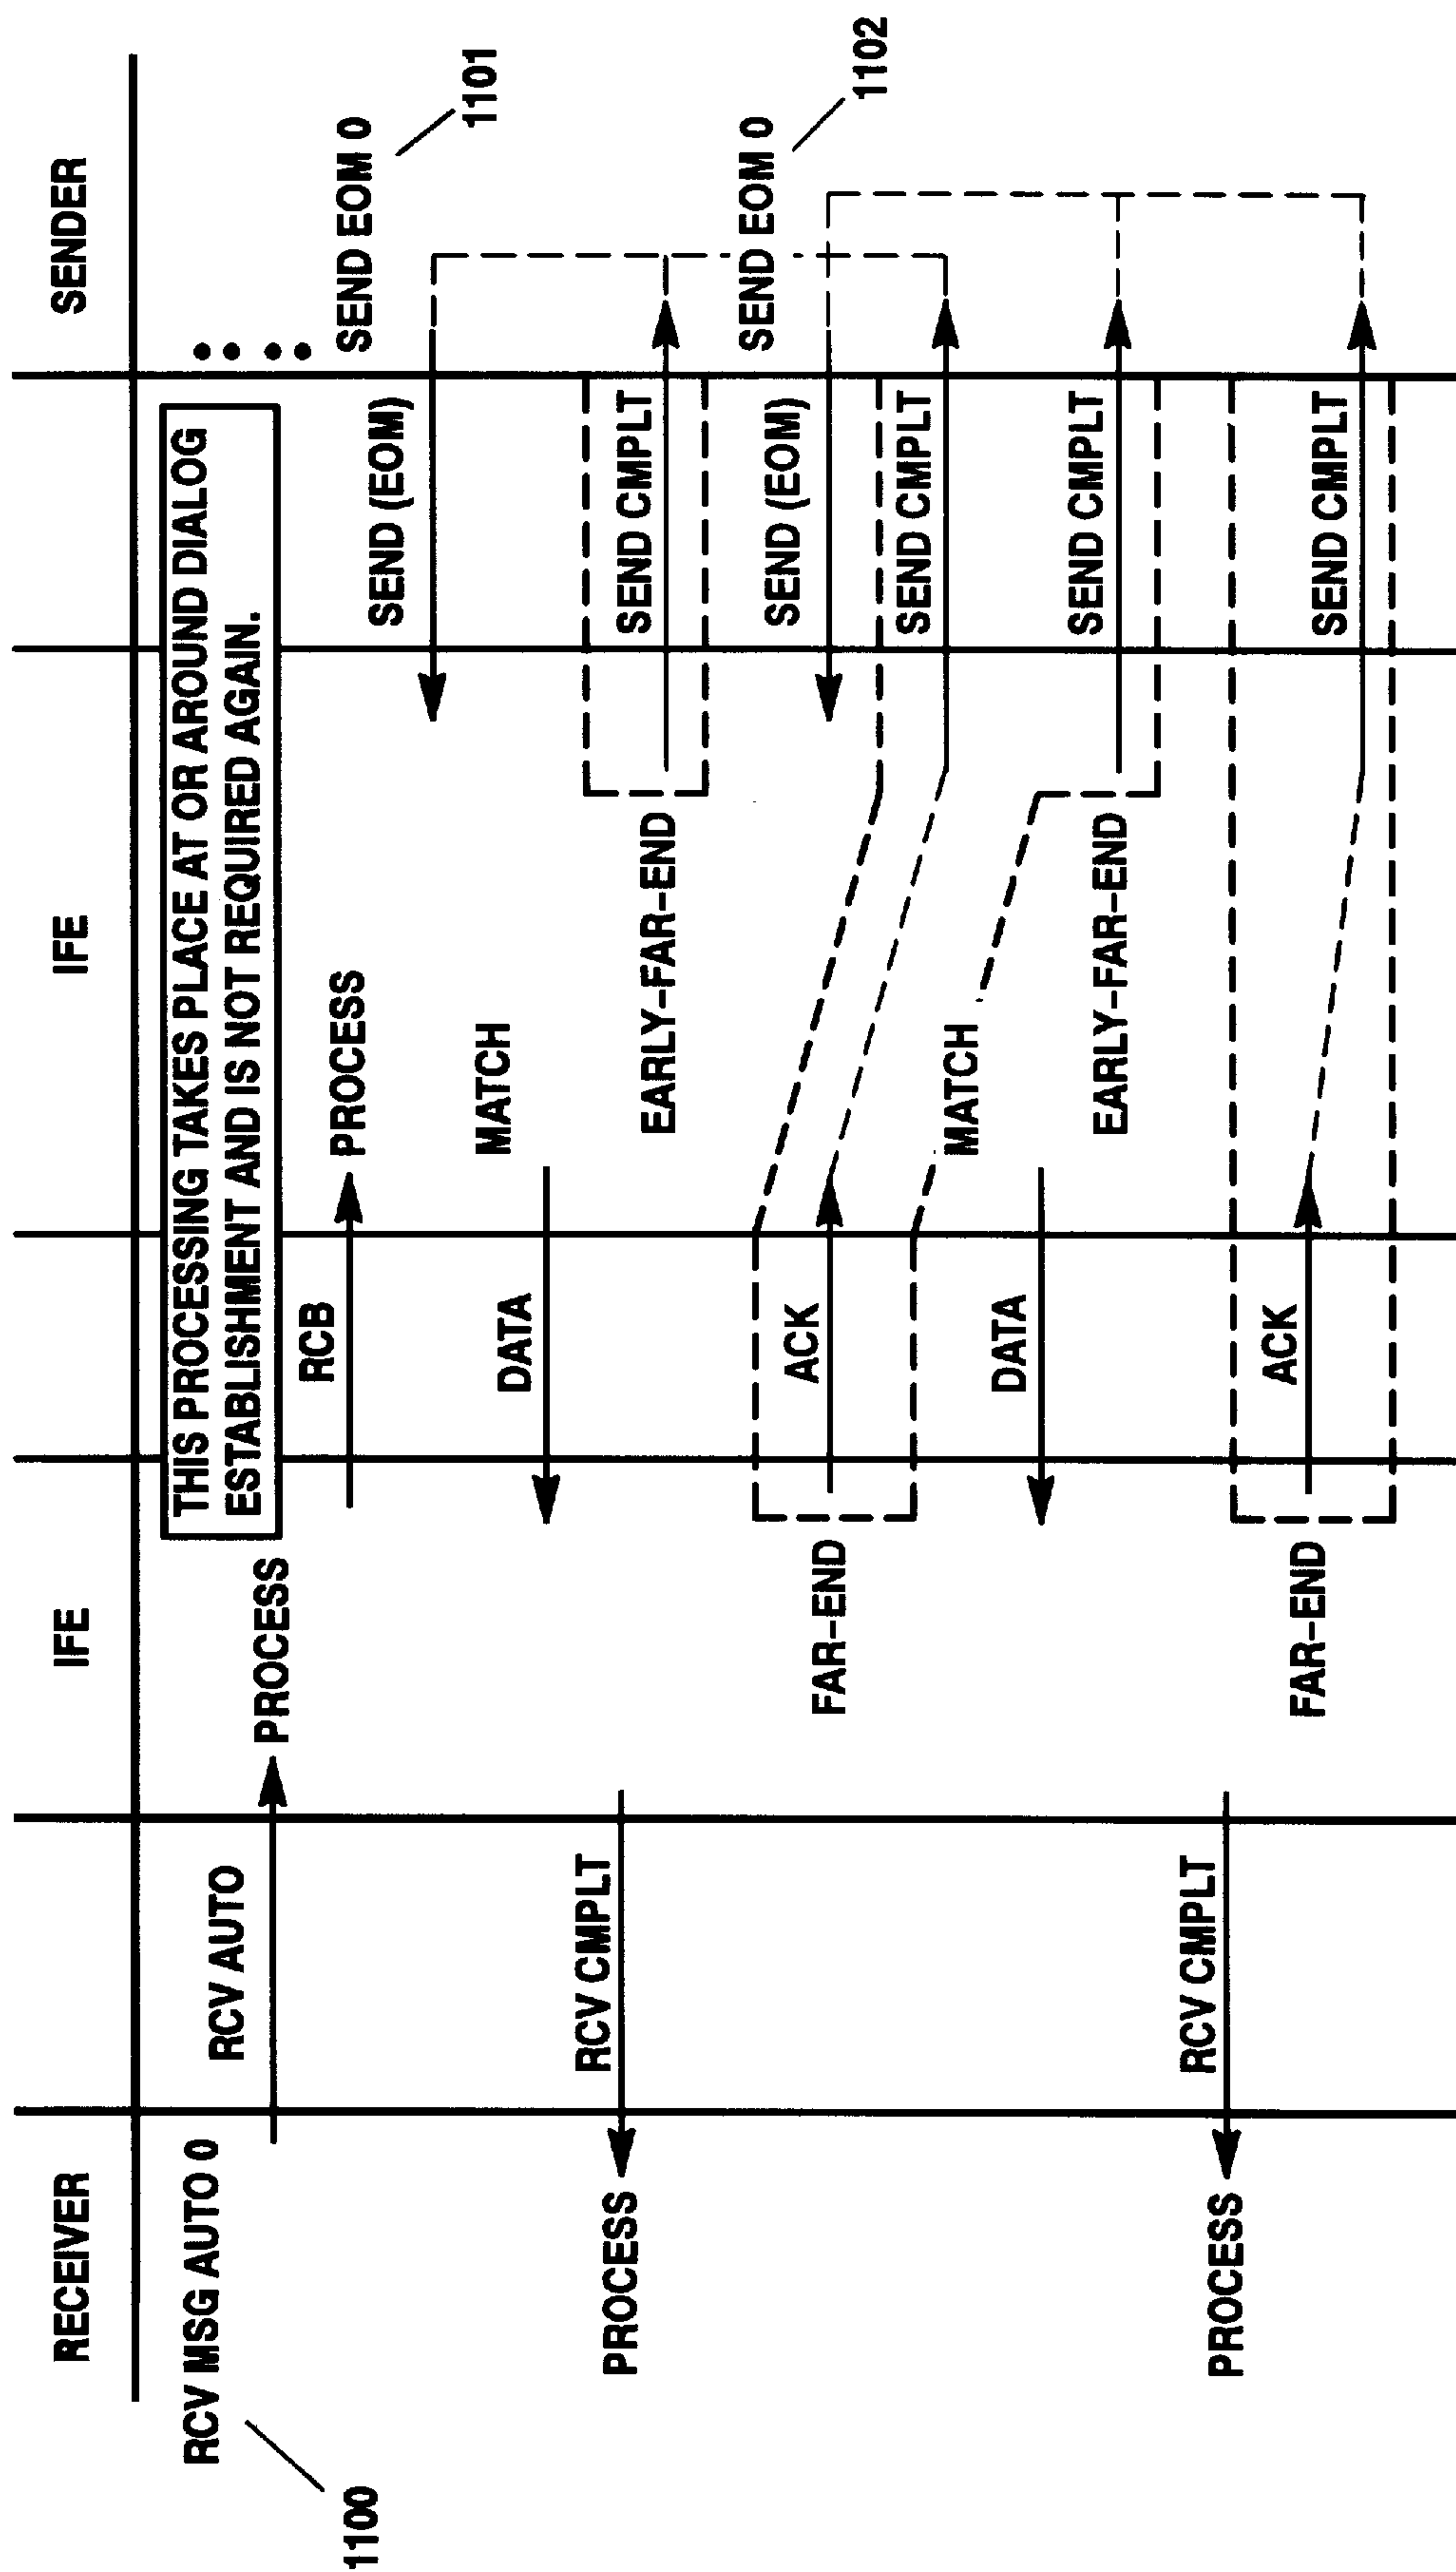 RECEIVER
IFE
IFE
SENDER
RCV MSG AUTO 0
1100
RCV AUTO
PROCESS
THIS PROCESSING TAKES PLACE AT OR AROUND DIALOG
ESTABLISHMENT AND IS NOT REQUIRED AGAIN.
RCB
PROCESS
SEND EOM 0
1101
SEND (EOM)
MATCH
DATA
RCV CMPLT
PROCESS
SEND CMPLT
EARLY-FAR-END
SEND EOM 0
1102
SEND (EOM)
FAR-END
ACK
SEND CMPLT
MATCH
DATA
SEND CMPLT
EARLY-FAR-END
RCV CMPLT
PROCESS
FAR-END
ACK
SEND CMPLT